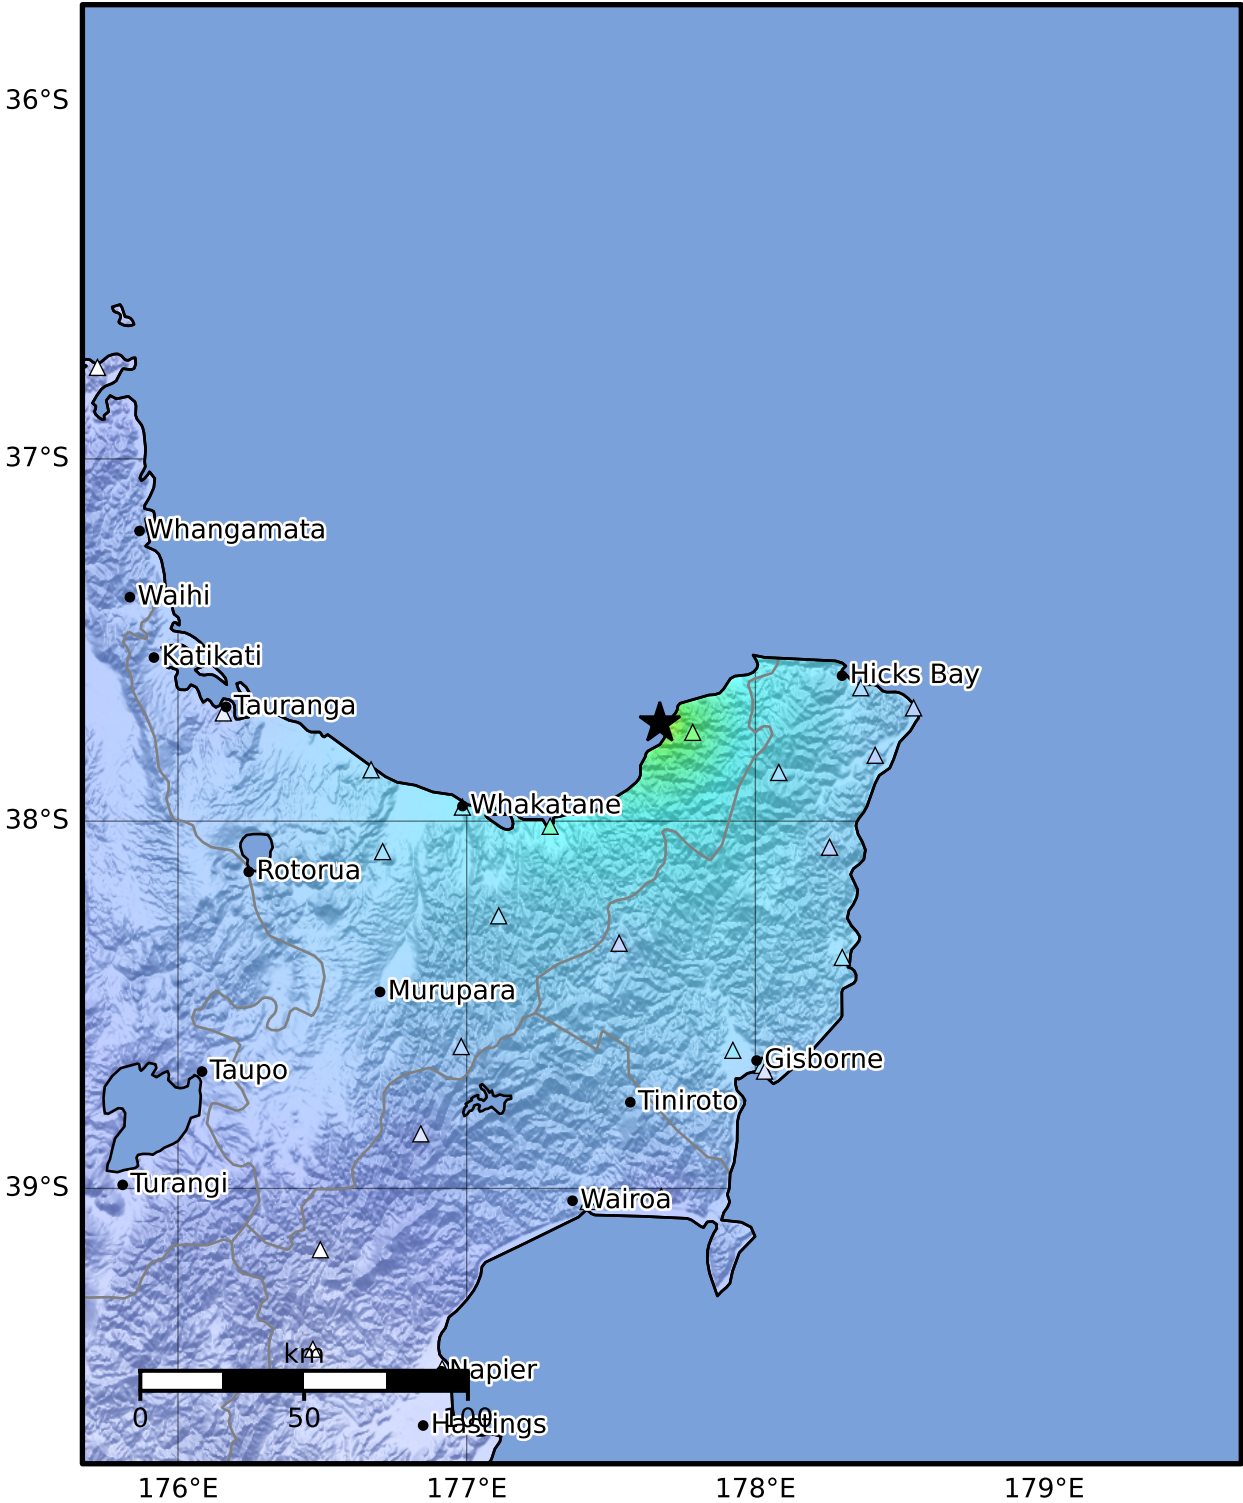 36°S
37°S
Whangamata
Waihi
Katikati
Hicks Bay
Tauranga
Whakatane
38°S
Rotorua
Murupara
Gisborne
Taupo
Tiniroto
39°S
Turangi
Wairoa
km
Napier
0 50 100
Hastings
176°E 177°E 178°E 179°E